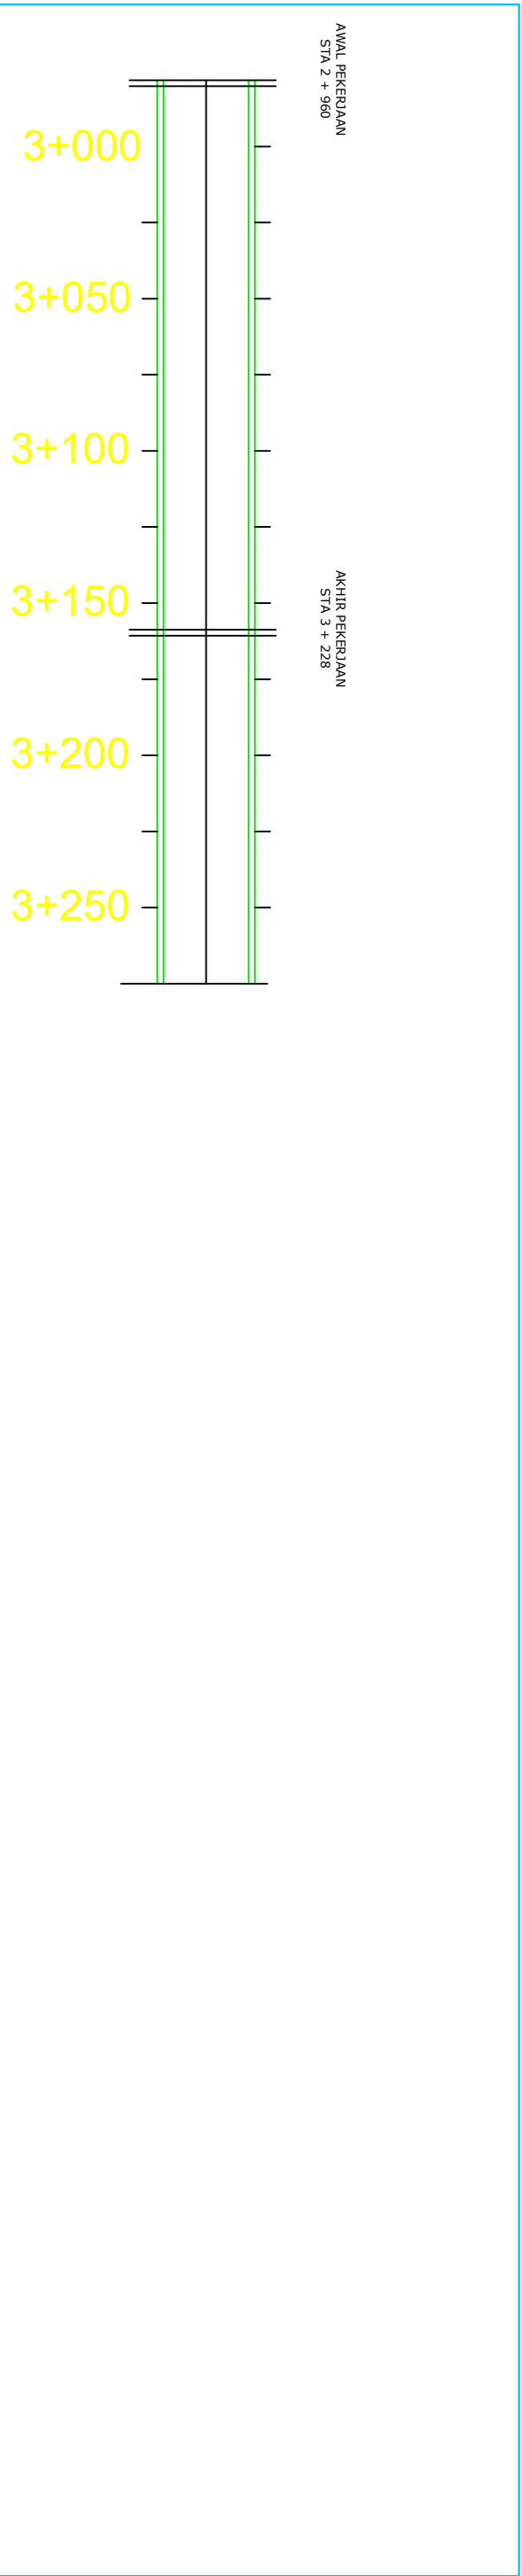 AWAL PEKERJAAN
STA 2 + 960
3+000
3+050
3+100
3+150
AKHIR PEKERJAAN
STA 3 + 228
3+200
3+250